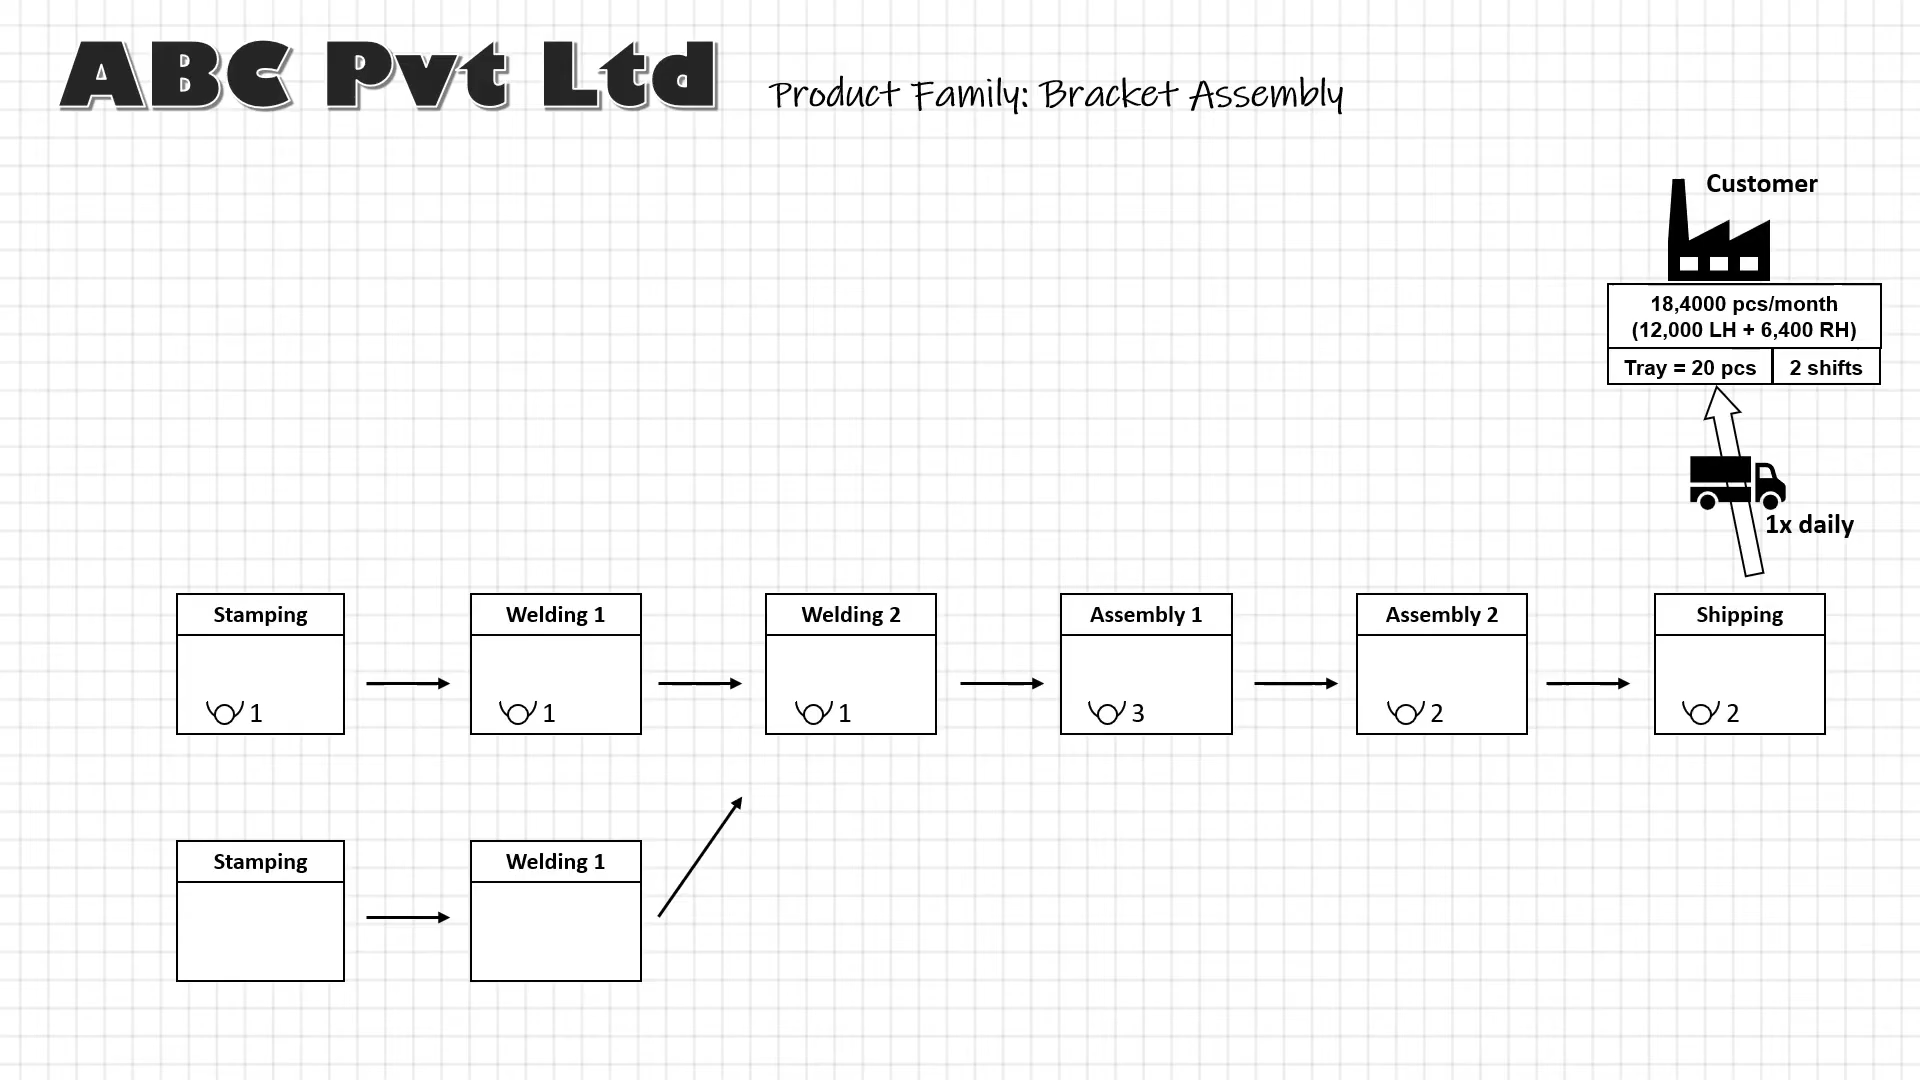 ABC Pvt Ltd
Product Family: Bracket Assembly
Customer
18,4000 pcs/month
(12,000 LH + 6,400 RH)
Tray = 20 pcs
2 shifts
1x daily
Stamping
1
Welding 1
1
Welding 2
1
Assembly 1
3
Assembly 2
2
Shipping
2
Stamping
Welding 1